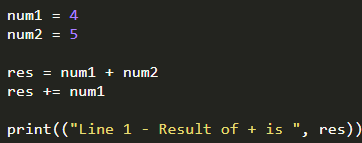 num1 = 4
num2 = 5
res = num1 + num2
res += num1
print(("Line 1 - Result of + is ", res))